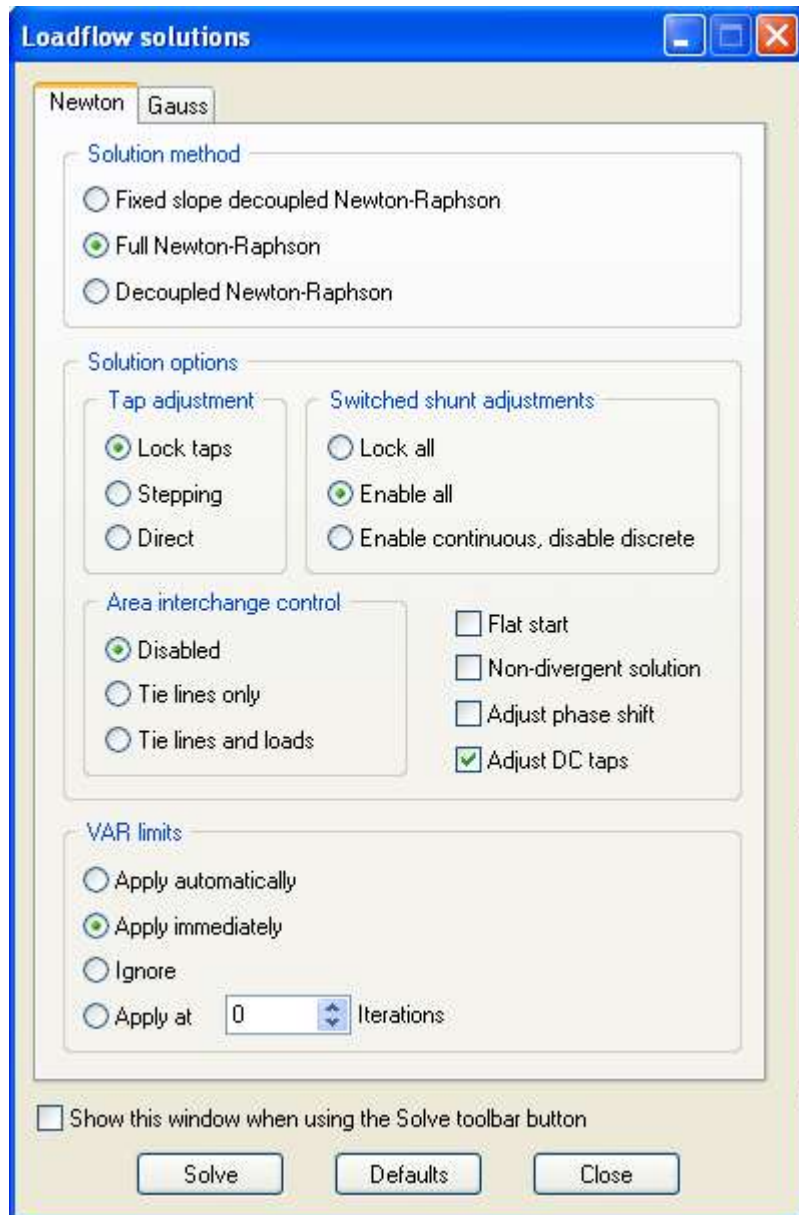 Loadflow solutions
Newton
Gauss
Solution method
Fixed slope decoupled Newton-Raphson
Full Newton-Raphson
Decoupled Newton-Raphson
Solution options
Tap adjustment
Lock taps
Stepping
Direct
Switched shunt adjustments
Lock all
Enable all
Enable continuous, disable discrete
Area interchange control
Disabled
Tie lines only
Tie lines and loads
Flat start
Non-divergent solution
Adjust phase shift
Adjust DC taps
VAR limits
Apply automatically
Apply immediately
Ignore
Apply at 0 Iterations
Show this window when using the Solve toolbar button
Solve
Defaults
Close